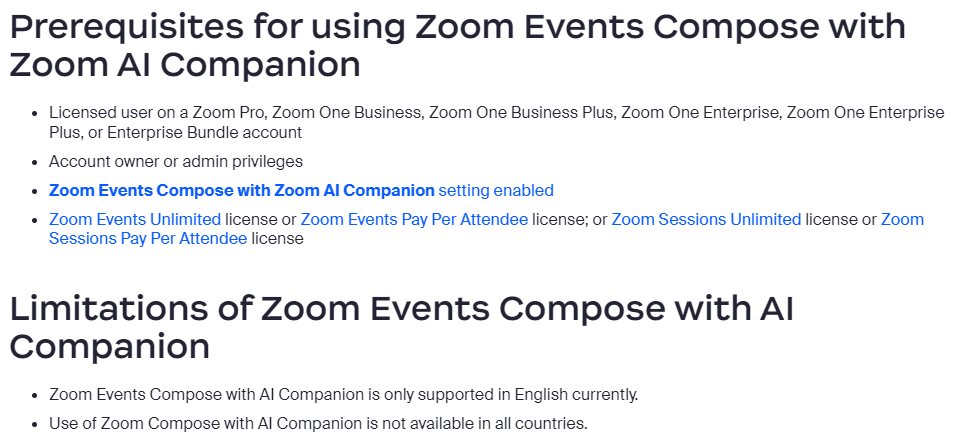 Prerequisites for using Zoom Events Compose with
Zoom AI Companion
• Licensed user on a Zoom Pro, Zoom One Business, Zoom One Business Plus, Zoom One Enterprise, Zoom One Enterprise
Plus, or Enterprise Bundle account
• Account owner or admin privileges
• Zoom Events Compose with Zoom AI Companion setting enabled
• Zoom Events Unlimited license or Zoom Events Pay Per Attendee license; or Zoom Sessions Unlimited license or Zoom
Sessions Pay Per Attendee license
Limitations of Zoom Events Compose with AI
Companion
• Zoom Events Compose with AI Companion is only supported in English currently.
• Use of Zoom Compose with AI Companion is not available in all countries.